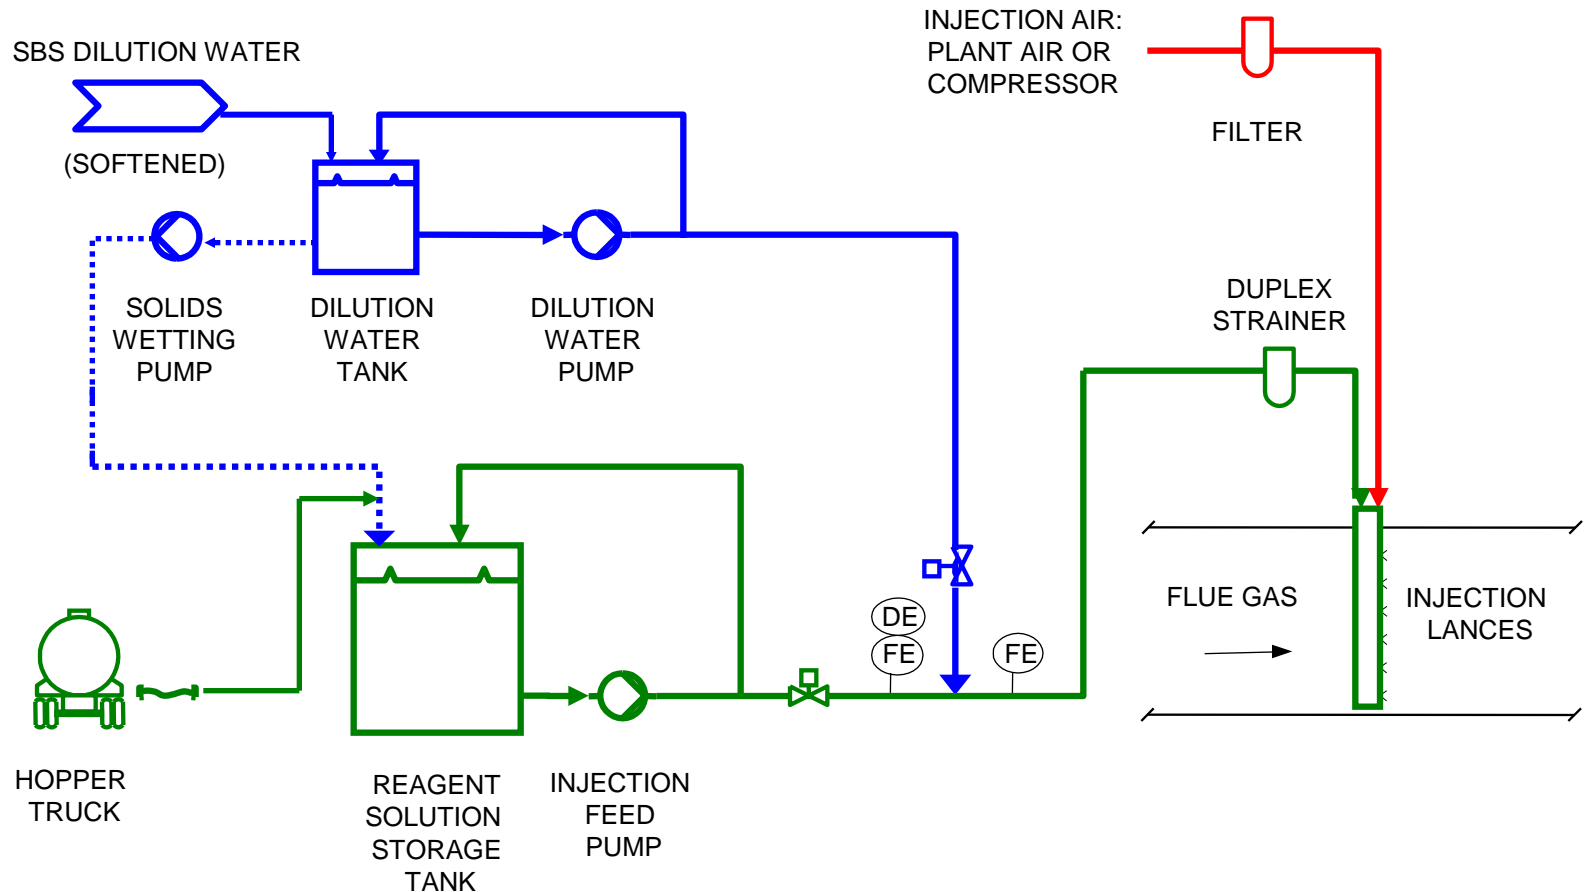 INJECTION AIR:
PLANT AIR OR
COMPRESSOR
SBS DILUTION WATER
(SOFTENED)
FILTER
SOLIDS
WETTING
PUMP
DILUTION
WATER
TANK
DILUTION
WATER
PUMP
DUPLEX
STRAINER
DE
FE
FE
FLUE GAS
INJECTION
LANCES
HOPPER
TRUCK
REAGENT
SOLUTION
STORAGE
TANK
INJECTION
FEED
PUMP